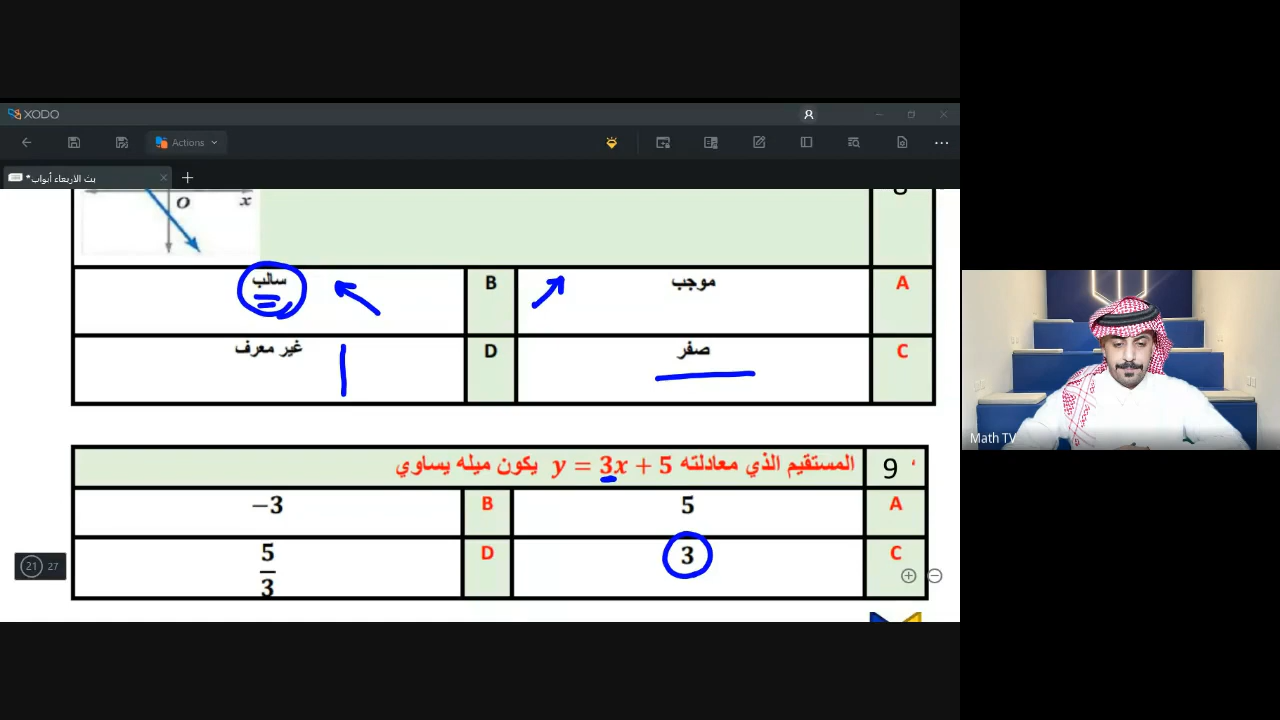 XODO
Actions
بث الاربعاء أبواب*
O x
A موجب B سالب
C صفر D غير معرف
9 المستقيم الذي معادلته y = 3x + 5 يكون ميله يساوي
A 5 B −3
C 3 D 5/3
21 27
Math TV